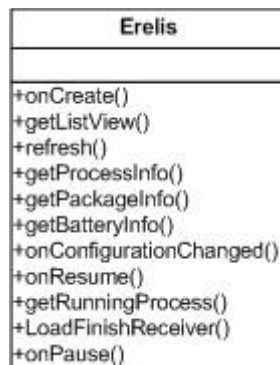 Erelis
+onCreate()
+getListView()
+refresh()
+getProcessInfo()
+getPackageInfo()
+getBatteryInfo()
+onConfigurationChanged()
+onResume()
+getRunningProcess()
+LoadFinishReceiver()
+onPause()